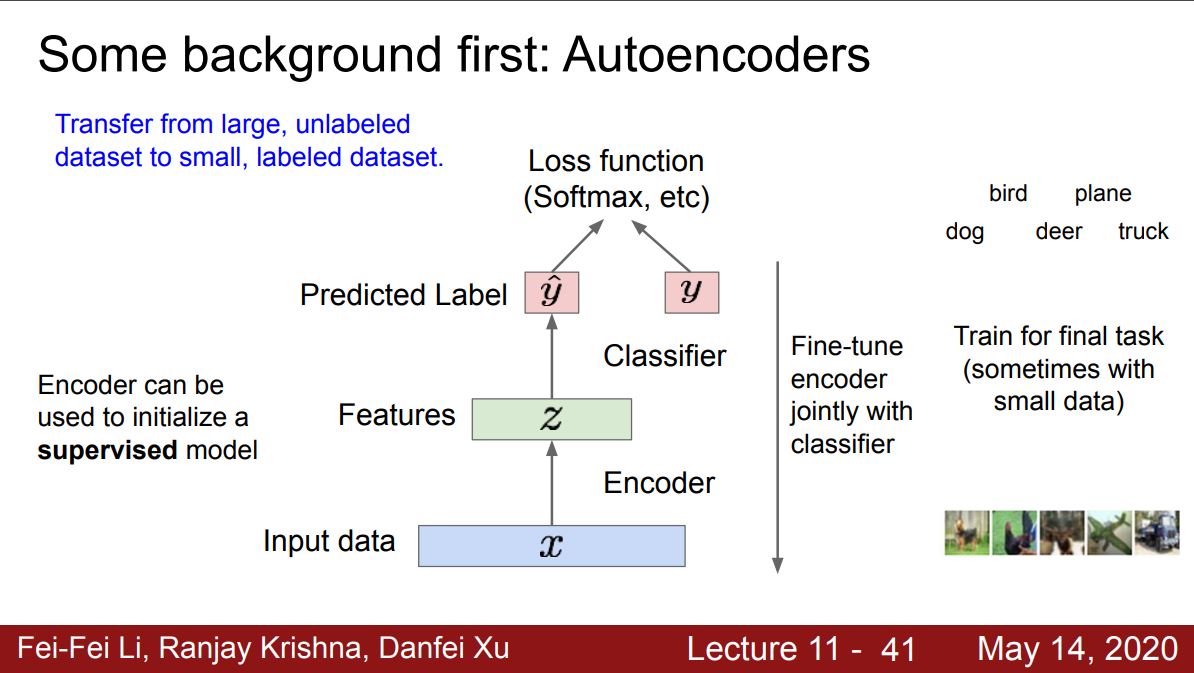 Some background first: Autoencoders
Transfer from large, unlabeled
dataset to small, labeled dataset.
Loss function
(Softmax, etc)
bird plane
dog deer truck
Predicted Label
ŷ
y
Classifier
Fine-tune
encoder
jointly with
classifier
Train for final task
(sometimes with
small data)
Encoder can be
used to initialize a
supervised model
Features
z
Encoder
Input data
x
Fei-Fei Li, Ranjay Krishna, Danfei Xu
Lecture 11 - 41
May 14, 2020